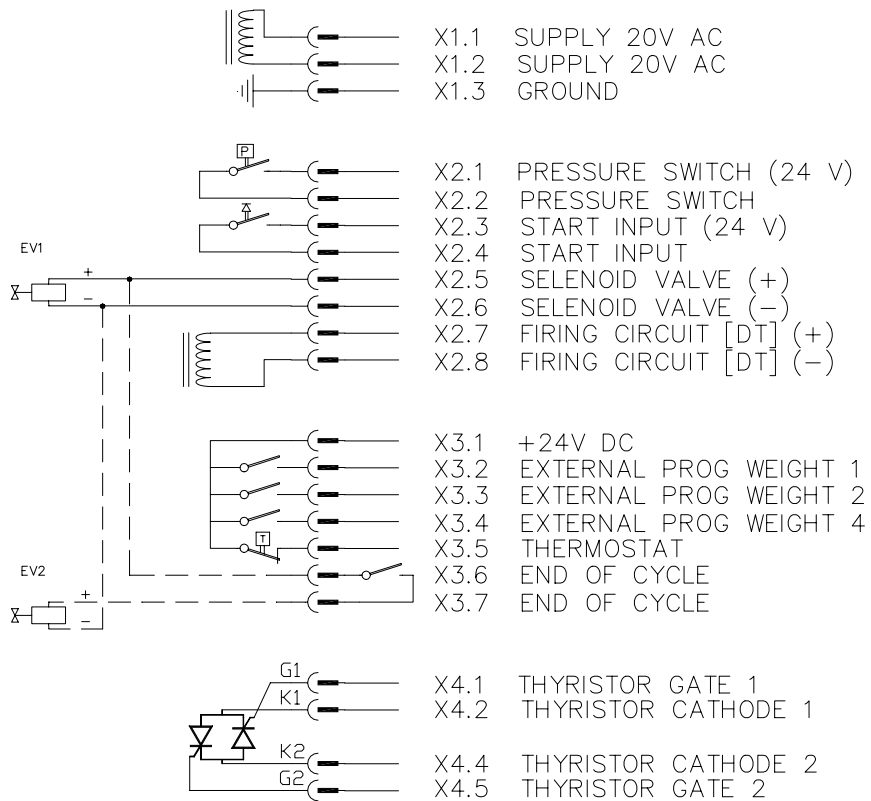 X1.1 SUPPLY 20V AC
X1.2 SUPPLY 20V AC
X1.3 GROUND
P
X2.1 PRESSURE SWITCH (24 V)
X2.2 PRESSURE SWITCH
X2.3 START INPUT (24 V)
X2.4 START INPUT
EV1
+
X2.5 SELENOID VALVE (+)
−
X2.6 SELENOID VALVE (−)
X2.7 FIRING CIRCUIT [DT] (+)
X2.8 FIRING CIRCUIT [DT] (−)
X3.1 +24V DC
X3.2 EXTERNAL PROG WEIGHT 1
X3.3 EXTERNAL PROG WEIGHT 2
X3.4 EXTERNAL PROG WEIGHT 4
T
X3.5 THERMOSTAT
EV2
X3.6 END OF CYCLE
+
X3.7 END OF CYCLE
−
G1
X4.1 THYRISTOR GATE 1
K1
X4.2 THYRISTOR CATHODE 1
K2
X4.4 THYRISTOR CATHODE 2
G2
X4.5 THYRISTOR GATE 2